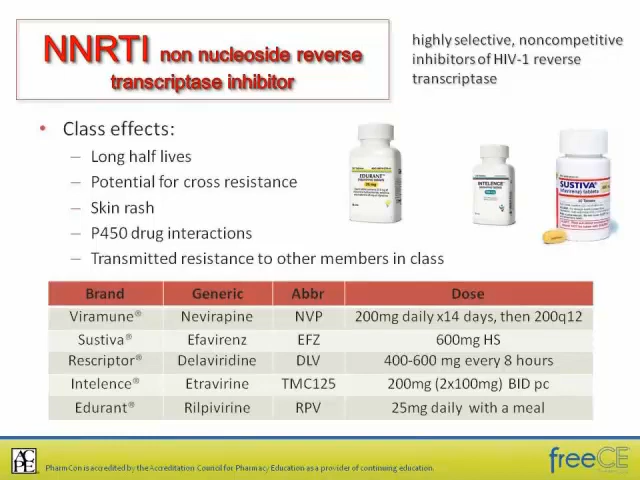 NNRTI non nucleoside reverse
transcriptase inhibitor
highly selective, noncompetitive
inhibitors of HIV-1 reverse
transcriptase
• Class effects:
– Long half lives
– Potential for cross resistance
– Skin rash
– P450 drug interactions
– Transmitted resistance to other members in class
EDURANT
25 mg
INTELENCE
SUSTIVA
(efavirenz) tablets
Brand Generic Abbr Dose
Viramune® Nevirapine NVP 200mg daily x14 days, then 200q12
Sustiva® Efavirenz EFZ 600mg HS
Rescriptor® Delaviridine DLV 400-600 mg every 8 hours
Intelence® Etravirine TMC125 200mg (2x100mg) BID pc
Edurant® Rilpivirine RPV 25mg daily with a meal
ACPE
PharmCon is accredited by the Accreditation Council for Pharmacy Education as a provider of continuing education.
freeCE